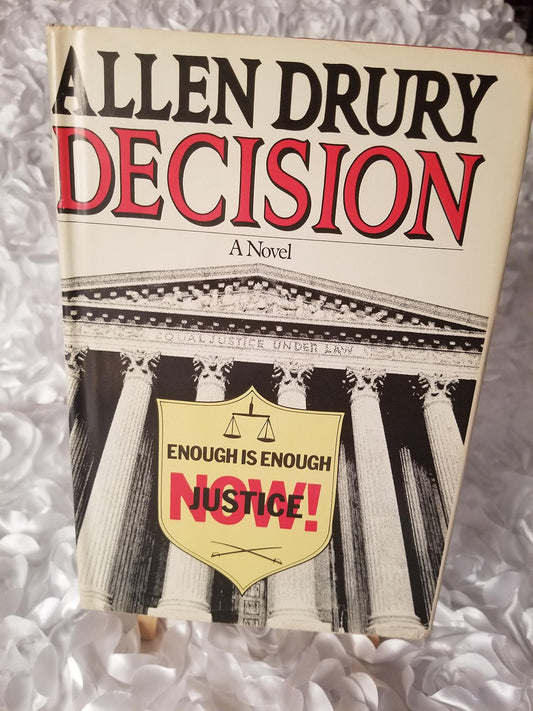 ALLEN DRURY
DECISION
A Novel
EQUAL JUSTICE UNDER LAW
ENOUGH IS ENOUGH
JUSTICE
NOW!